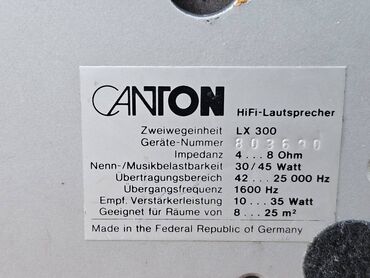 CANTON HiFi-Lautsprecher
Zweiwegeinheit LX 300
Geräte-Nummer 803690
Impedanz 4 ... 8 Ohm
Nenn-/Musikbelastbarkeit 30/45 Watt
Übertragungsbereich 42 ... 25 000 Hz
Übergangsfrequenz 1600 Hz
Empf. Verstärkerleistung 10 ... 35 Watt
Geeignet für Räume von 8 ... 25 m²
Made in the Federal Republic of Germany